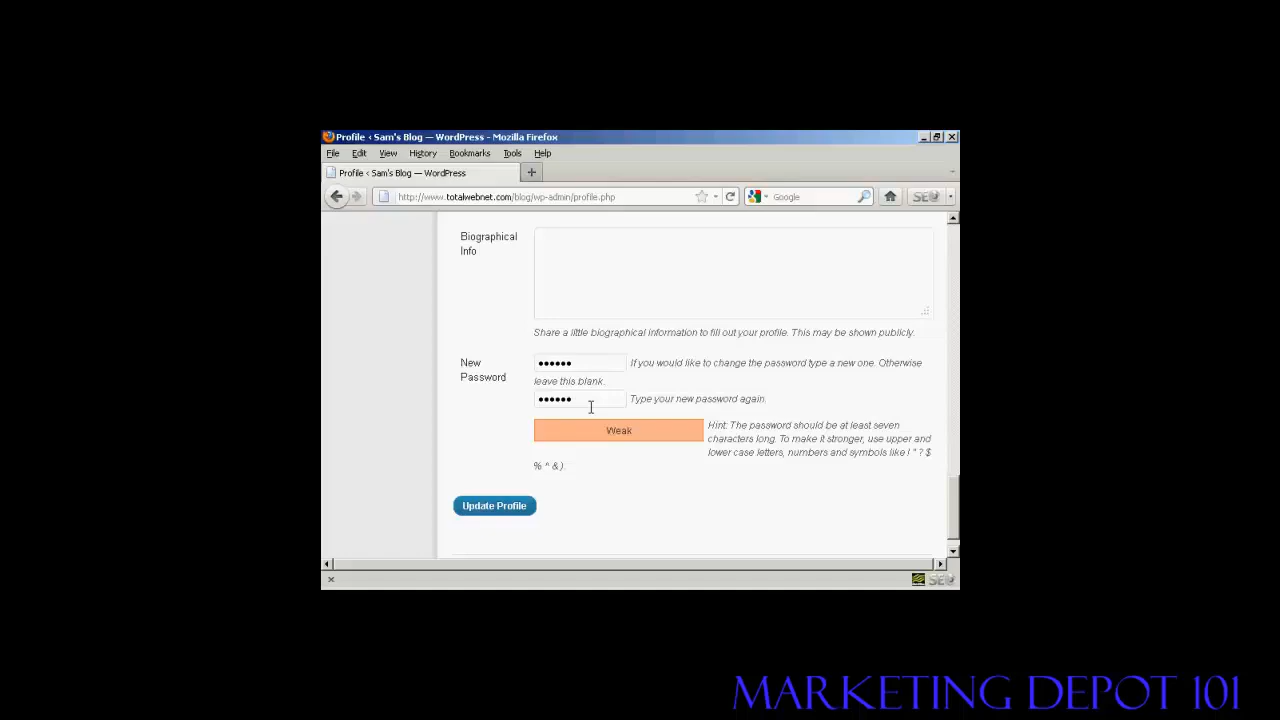 Profile ‹ Sam's Blog — WordPress - Mozilla Firefox
File Edit View History Bookmarks Tools Help
Profile ‹ Sam's Blog — WordPress
http://www.totalwebnet.com/blog/wp-admin/profile.php
Google
SEO
Biographical
Info
Share a little biographical information to fill out your profile. This may be shown publicly.
New
Password
If you would like to change the password type a new one. Otherwise
leave this blank.
Type your new password again.
Weak
Hint: The password should be at least seven
characters long. To make it stronger, use upper and
lower case letters, numbers and symbols like ! " ? $
% ^ & ).
Update Profile
SEO
MARKETING DEPOT 101